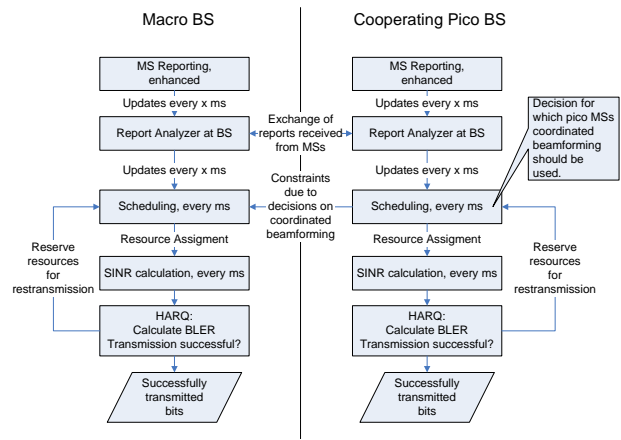 Macro BS
Cooperating Pico BS
MS Reporting,
enhanced
Updates every x ms
Report Analyzer at BS
Updates every x ms
Scheduling, every ms
Resource Assigment
SINR calculation, every ms
HARQ:
Calculate BLER
Transmission successful?
Successfully
transmitted
bits
Reserve
resources
for
restransmission
Exchange of
reports received
from MSs
Constraints
due to
decisions on
coordinated
beamforming
MS Reporting,
enhanced
Updates every x ms
Report Analyzer at BS
Updates every x ms
Scheduling, every ms
Resource Assigment
SINR calculation, every ms
HARQ:
Calculate BLER
Transmission successful?
Successfully
transmitted
bits
Decision for
which pico MSs
coordinated
beamforming
should be
used.
Reserve
resources
for
restransmission